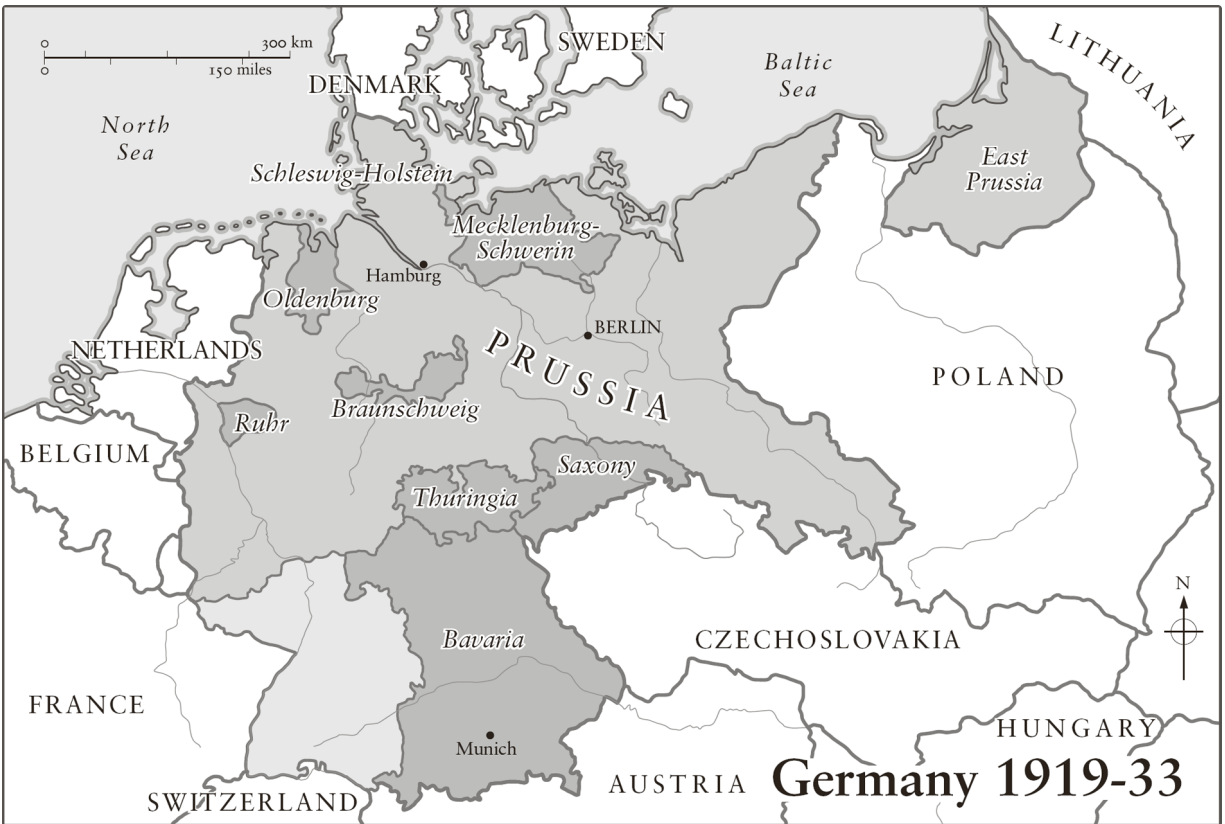 0
300 km
0
150 miles
SWEDEN
DENMARK
Baltic
Sea
LITHUANIA
North
Sea
Schleswig-Holstein
East
Prussia
Mecklenburg-
Schwerin
Hamburg
Oldenburg
BERLIN
NETHERLANDS
PRUSSIA
POLAND
Braunschweig
Ruhr
BELGIUM
Saxony
Thuringia
N
Bavaria
CZECHOSLOVAKIA
FRANCE
HUNGARY
Munich
AUSTRIA
Germany 1919-33
SWITZERLAND